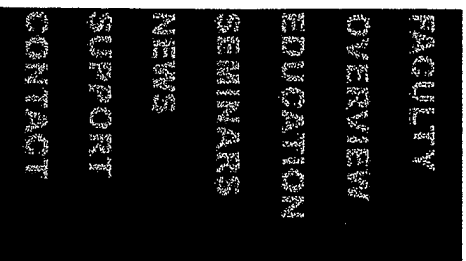 FACULTY
OVERVIEW
EDUCATION
SEMINARS
NEWS
SUPPORT
CONTACT